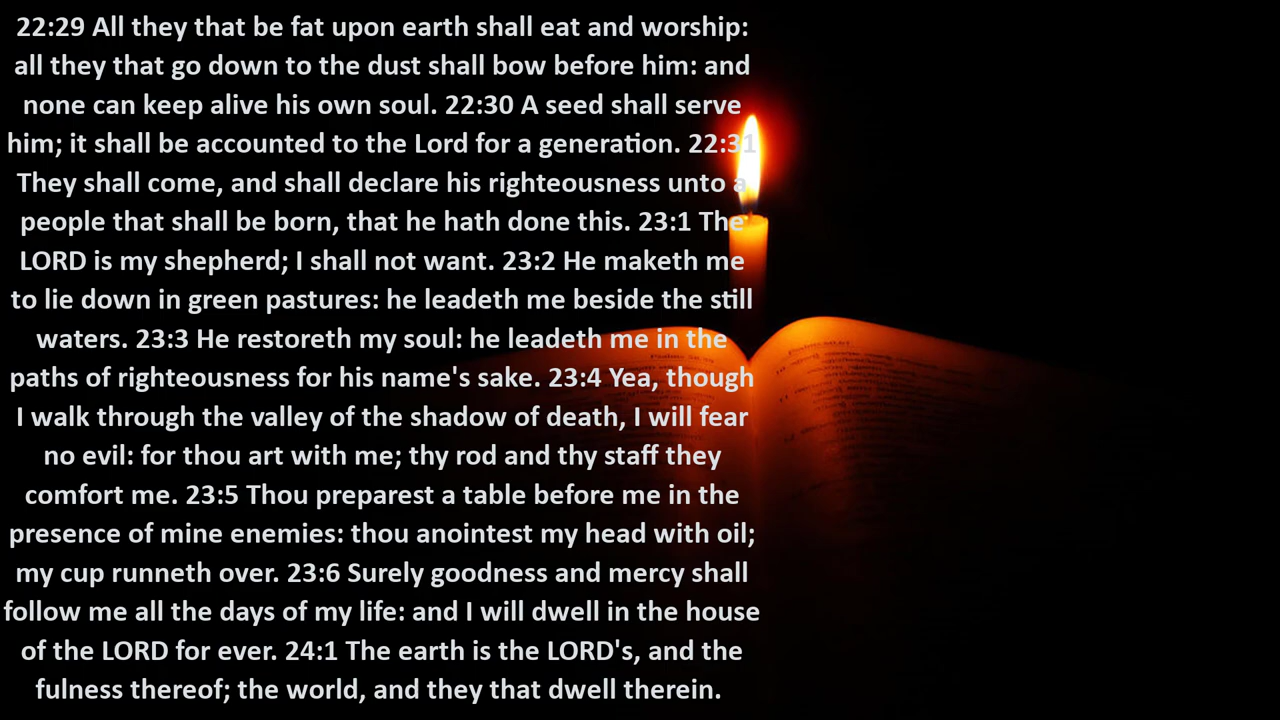 22:29 All they that be fat upon earth shall eat and worship:
all they that go down to the dust shall bow before him: and
none can keep alive his own soul. 22:30 A seed shall serve
him; it shall be accounted to the Lord for a generation. 22:31
They shall come, and shall declare his righteousness unto a
people that shall be born, that he hath done this. 23:1 The
LORD is my shepherd; I shall not want. 23:2 He maketh me
to lie down in green pastures: he leadeth me beside the still
waters. 23:3 He restoreth my soul: he leadeth me in the
paths of righteousness for his name's sake. 23:4 Yea, though
I walk through the valley of the shadow of death, I will fear
no evil: for thou art with me; thy rod and thy staff they
comfort me. 23:5 Thou preparest a table before me in the
presence of mine enemies: thou anointest my head with oil;
my cup runneth over. 23:6 Surely goodness and mercy shall
follow me all the days of my life: and I will dwell in the house
of the LORD for ever. 24:1 The earth is the LORD's, and the
fulness thereof; the world, and they that dwell therein.